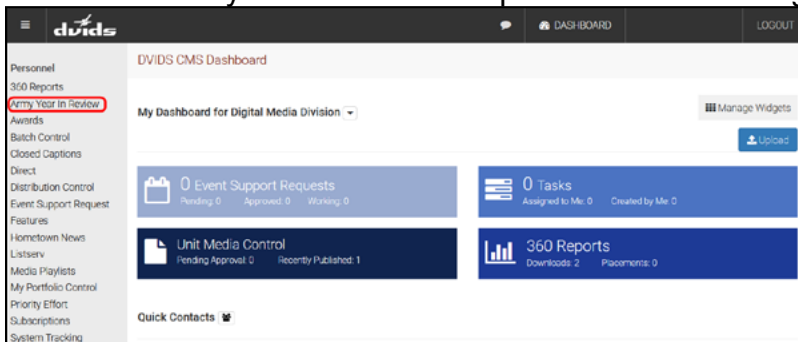 dvids
DASHBOARD
LOGOUT
Personnel
360 Reports
Army Year In Review
Awards
Batch Control
Closed Captions
Direct
Distribution Control
Event Support Request
Features
Hometown News
Listserv
Media Playlists
My Portfolio Control
Priority Effort
Subscriptions
System Tracking
DVIDS CMS Dashboard
My Dashboard for Digital Media Division
Manage Widgets
Upload
0 Event Support Requests
Pending: 0 Approved: 0 Working: 0
0 Tasks
Assigned to Me: 0 Created by Me: 0
Unit Media Control
Pending Approval: 0 Recently Published: 1
360 Reports
Downloads: 2 Placements: 0
Quick Contacts